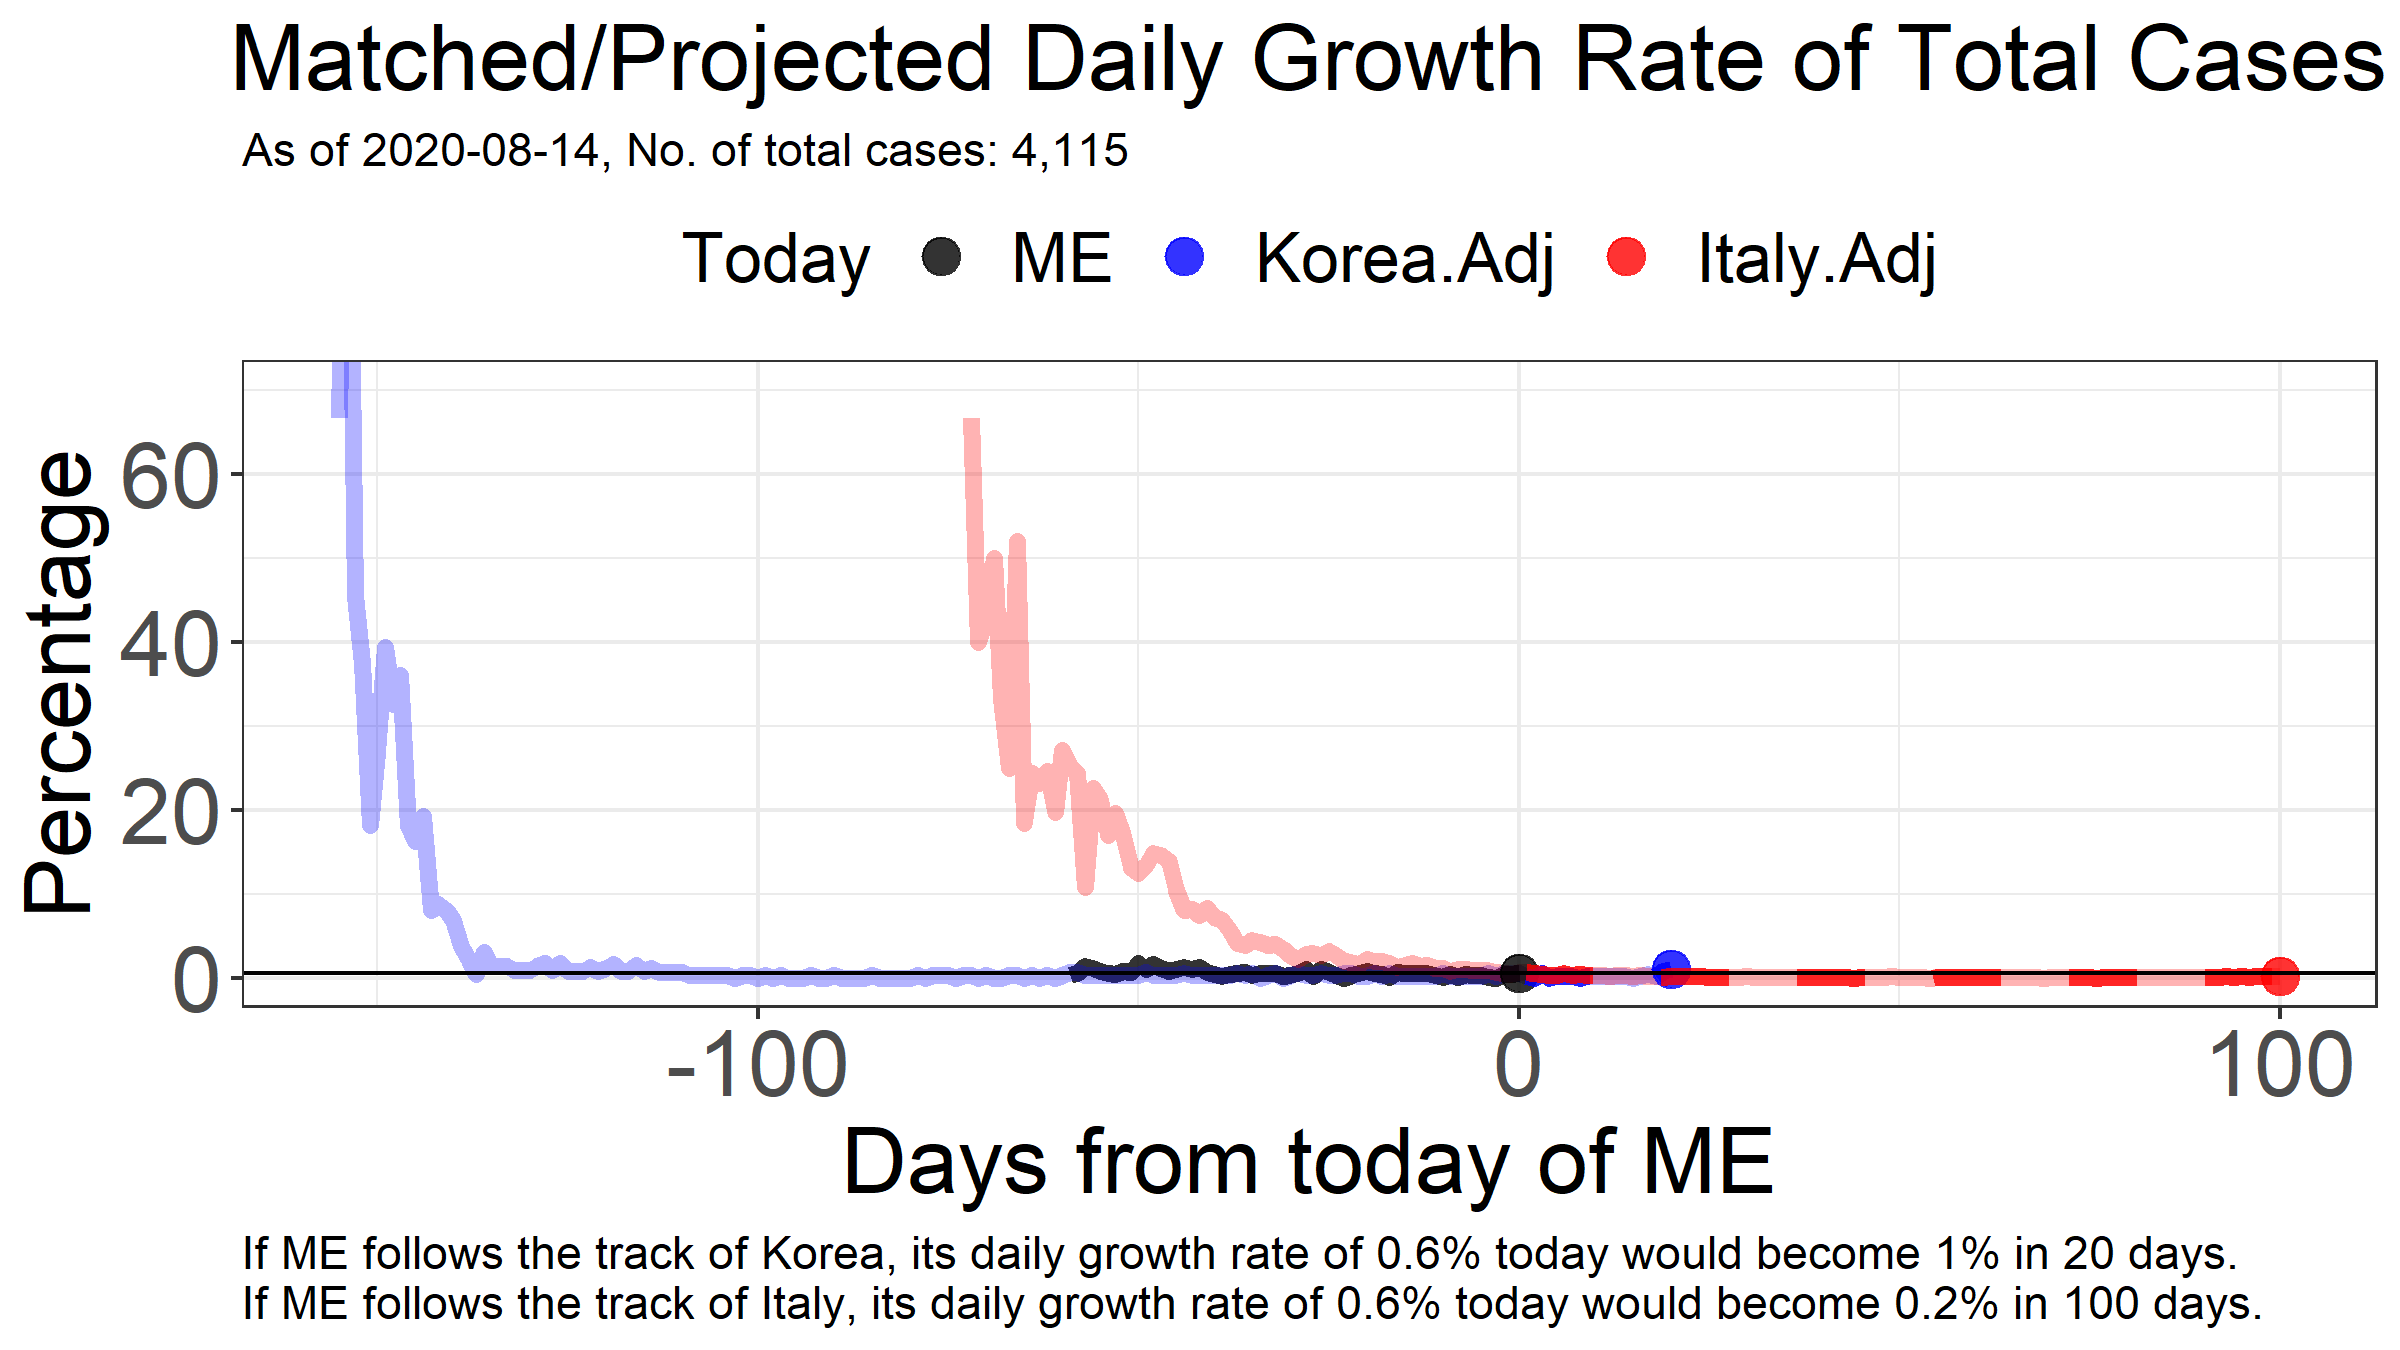 Matched/Projected Daily Growth Rate of Total Cases
As of 2020-08-14, No. of total cases: 4,115
Today ME Korea.Adj Italy.Adj
Percentage
60
40
20
0
-100 0 100
Days from today of ME
If ME follows the track of Korea, its daily growth rate of 0.6% today would become 1% in 20 days.
If ME follows the track of Italy, its daily growth rate of 0.6% today would become 0.2% in 100 days.